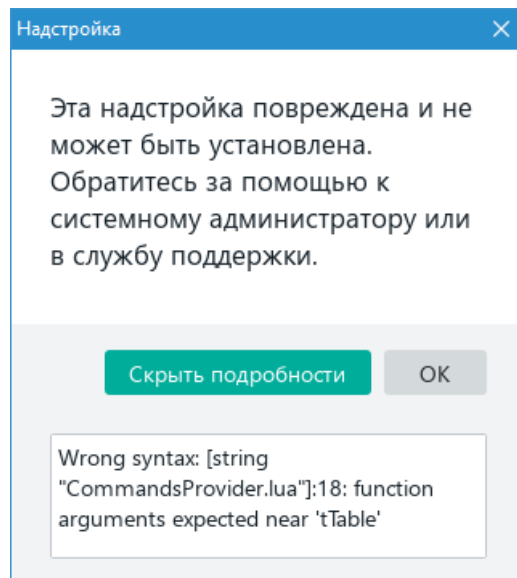 Надстройка
Эта надстройка повреждена и не
может быть установлена.
Обратитесь за помощью к
системному администратору или
в службу поддержки.
Скрыть подробности
OK
Wrong syntax: [string
"CommandsProvider.lua"]:18: function
arguments expected near 'tTable'